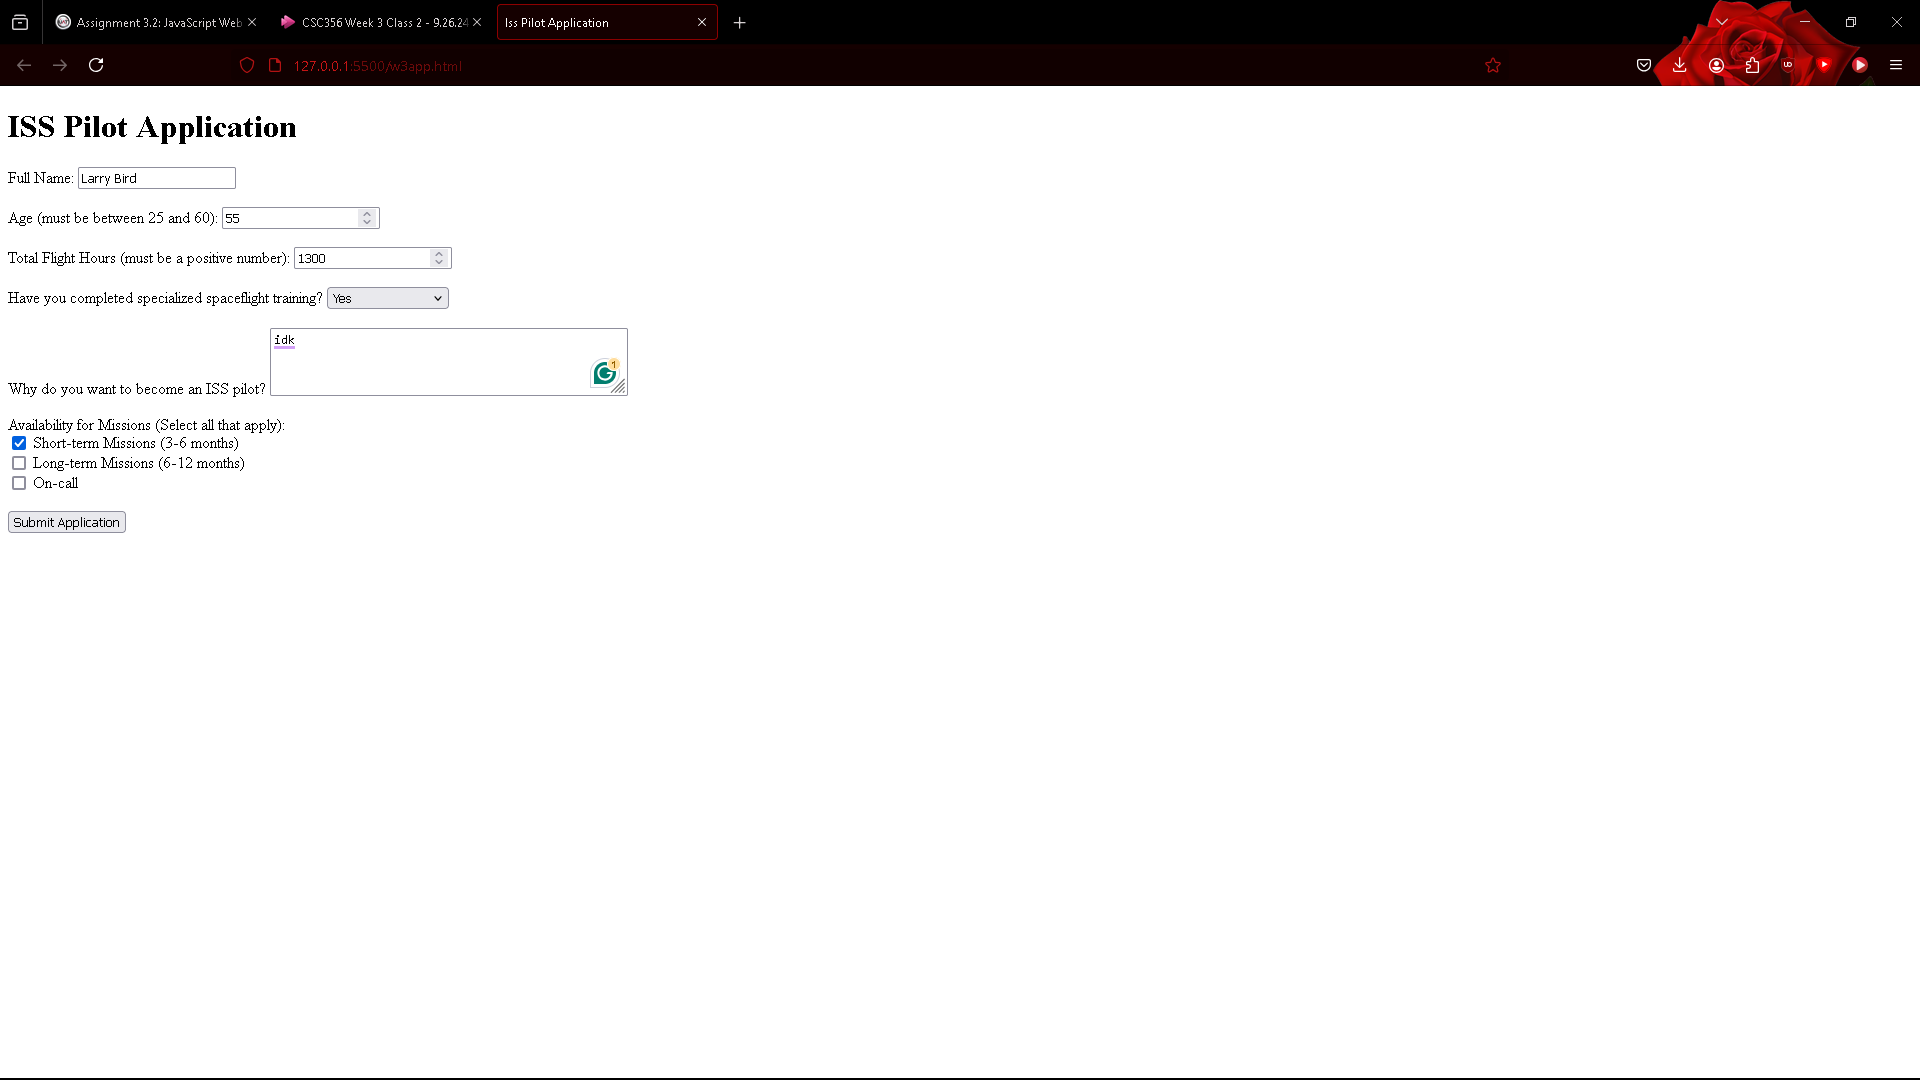 Assignment 3.2: JavaScript Web
CSC356 Week 3 Class 2 - 9.26.24
Iss Pilot Application
127.0.0.1:5500/w3app.html
ISS Pilot Application
Full Name: Larry Bird
Age (must be between 25 and 60): 55
Total Flight Hours (must be a positive number): 1300
Have you completed specialized spaceflight training? Yes
idk
1
Why do you want to become an ISS pilot?
Availability for Missions (Select all that apply):
Short-term Missions (3-6 months)
Long-term Missions (6-12 months)
On-call
Submit Application